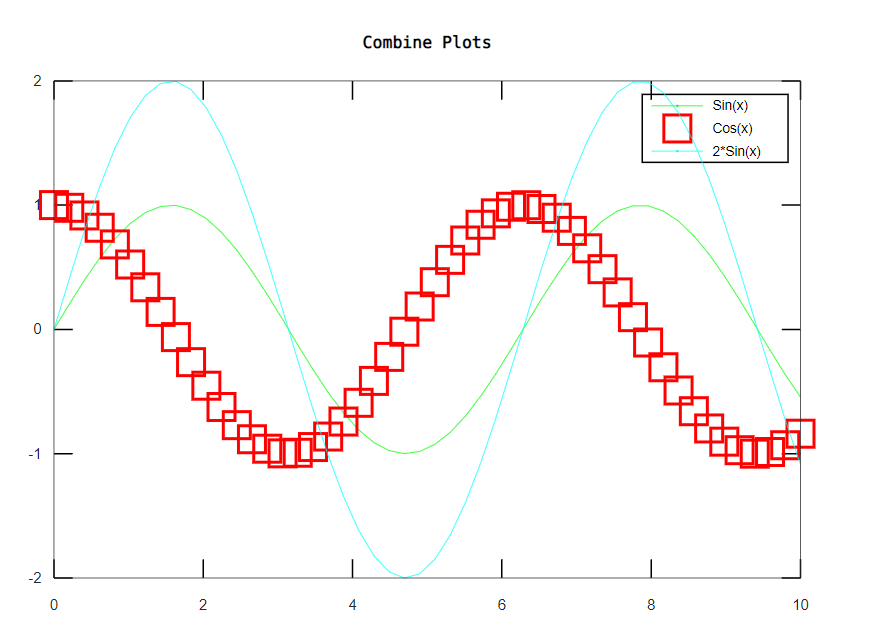 Combine Plots
2
Sin(x)
Cos(x)
2*Sin(x)
1
0
-1
-2
0 2 4 6 8 10